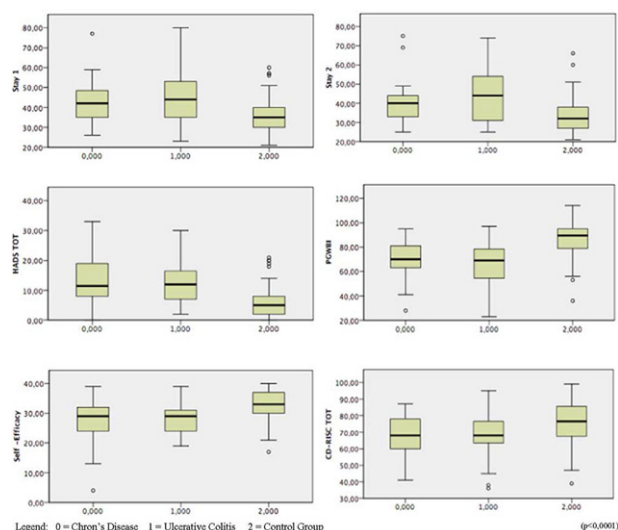 Stay 1
80,00
70,00
60,00
50,00
40,00
30,00
20,00
0,000 1,000 2,000
Stay 2
80,00
70,00
60,00
50,00
40,00
30,00
20,00
0,000 1,000 2,000
HADS TOT
40,00
30,00
20,00
10,00
0,00
0,000 1,000 2,000
PGWBI
120,00
100,00
80,00
60,00
40,00
20,00
0,000 1,000 2,000
Self -Efficacy
40,00
30,00
20,00
10,00
0,00
0,000 1,000 2,000
CD-RISC TOT
100,00
90,00
80,00
70,00
60,00
50,00
40,00
30,00
0,000 1,000 2,000
Legend: 0 = Chron's Disease 1 = Ulcerative Colitis 2 = Control Group
(p<0,0001)